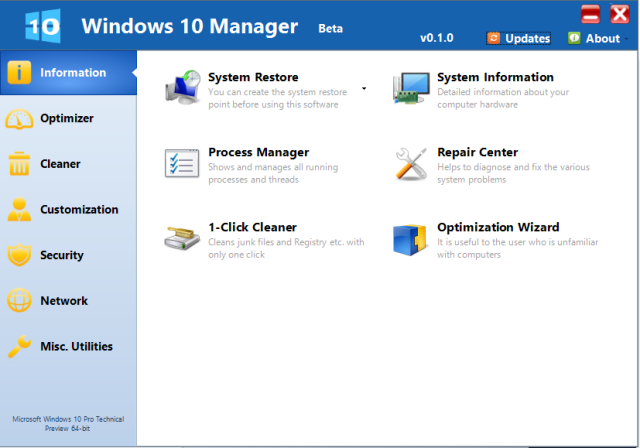 10 Windows 10 Manager Beta
v0.1.0 Updates About
Information
Optimizer
Cleaner
Customization
Security
Network
Misc. Utilities
Microsoft Windows 10 Pro Technical
Preview 64-bit
System Restore
You can create the system restore
point before using this software
System Information
Detailed information about your
computer hardware
Process Manager
Shows and manages all running
processes and threads
Repair Center
Helps to diagnose and fix the various
system problems
1-Click Cleaner
Cleans junk files and Registry etc. with
only one click
Optimization Wizard
It is useful to the user who is unfamiliar
with computers